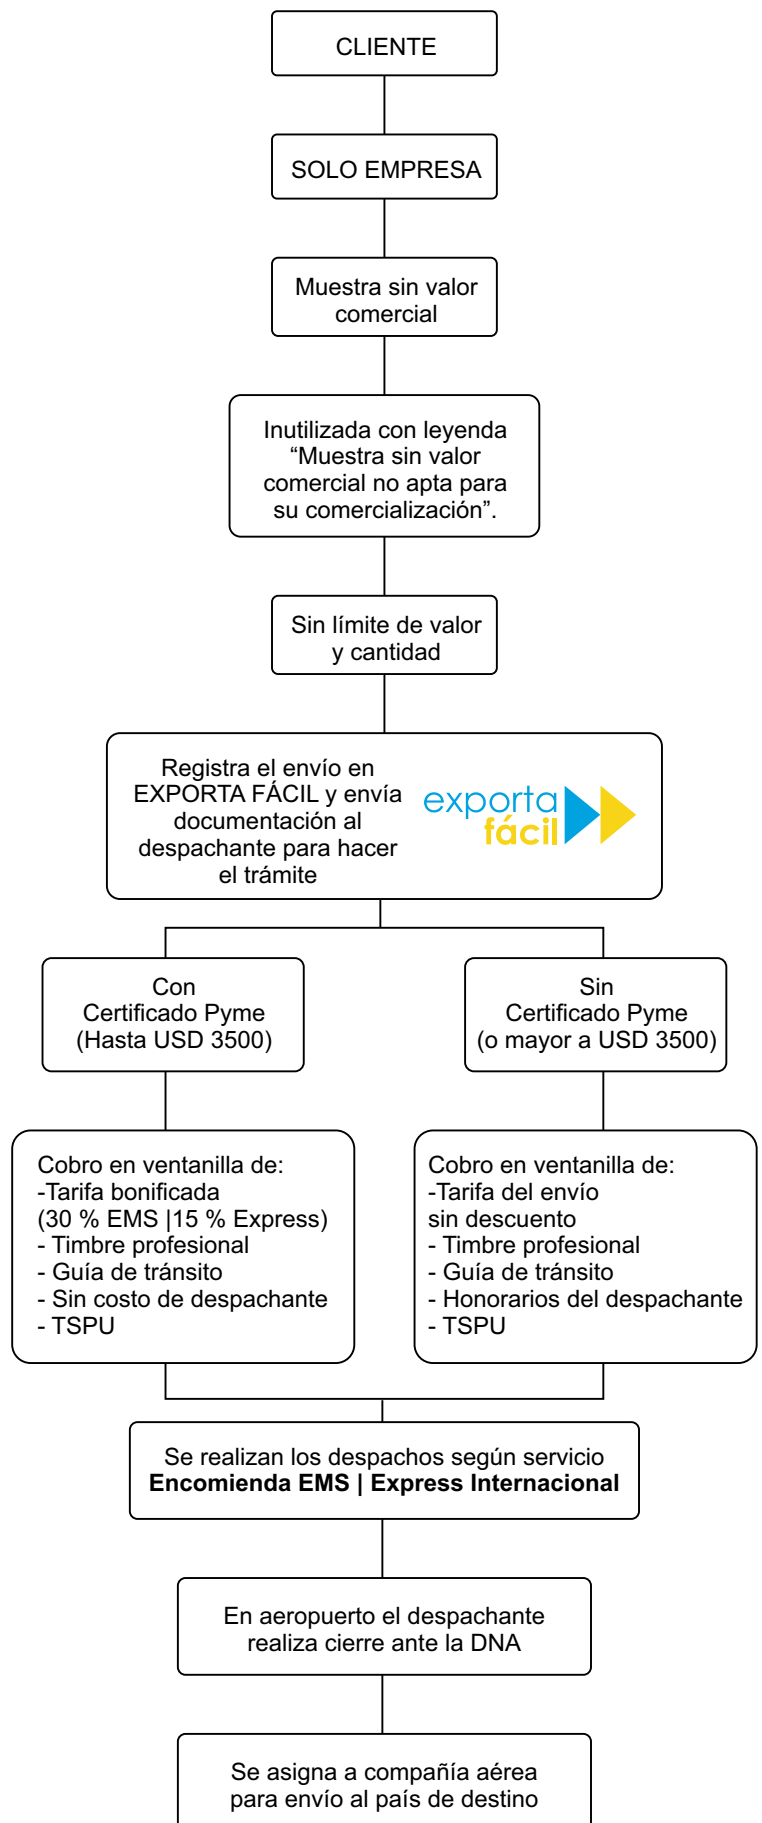 CLIENTE
SOLO EMPRESA
Muestra sin valor
comercial
Inutilizada con leyenda
“Muestra sin valor
comercial no apta para
su comercialización”.
Sin límite de valor
y cantidad
Registra el envío en
EXPORTA FÁCIL y envía
documentación al
despachante para hacer
el trámite
exporta
fácil
Con
Certificado Pyme
(Hasta USD 3500)
Sin
Certificado Pyme
(o mayor a USD 3500)
Cobro en ventanilla de:
-Tarifa bonificada
(30 % EMS |15 % Express)
- Timbre profesional
- Guía de tránsito
- Sin costo de despachante
- TSPU
Cobro en ventanilla de:
-Tarifa del envío
sin descuento
- Timbre profesional
- Guía de tránsito
- Honorarios del despachante
- TSPU
Se realizan los despachos según servicio
Encomienda EMS | Express Internacional
En aeropuerto el despachante
realiza cierre ante la DNA
Se asigna a compañía aérea
para envío al país de destino